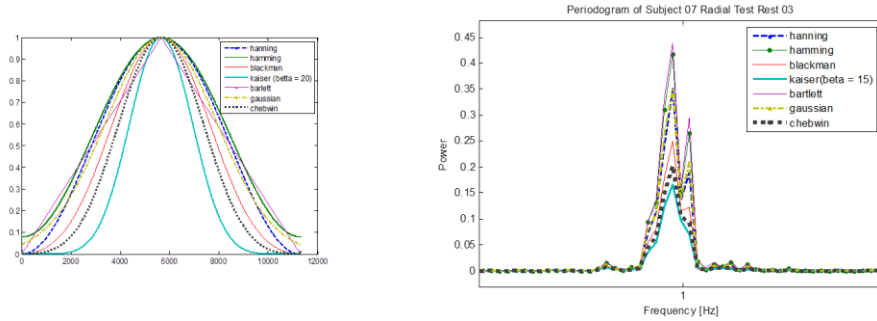 1
0.9
0.8
0.7
0.6
0.5
0.4
0.3
0.2
0.1
0
0 2000 4000 6000 8000 10000 12000
hanning
hamming
blackman
kaiser (betta = 20)
bartlett
gaussian
chebwin
Periodogram of Subject 07 Radial Test Rest 03
Power
0.45
0.4
0.35
0.3
0.25
0.2
0.15
0.1
0.05
0
hanning
hamming
blackman
kaiser(beta = 15)
bartlett
gaussian
chebwin
1
Frequency [Hz]